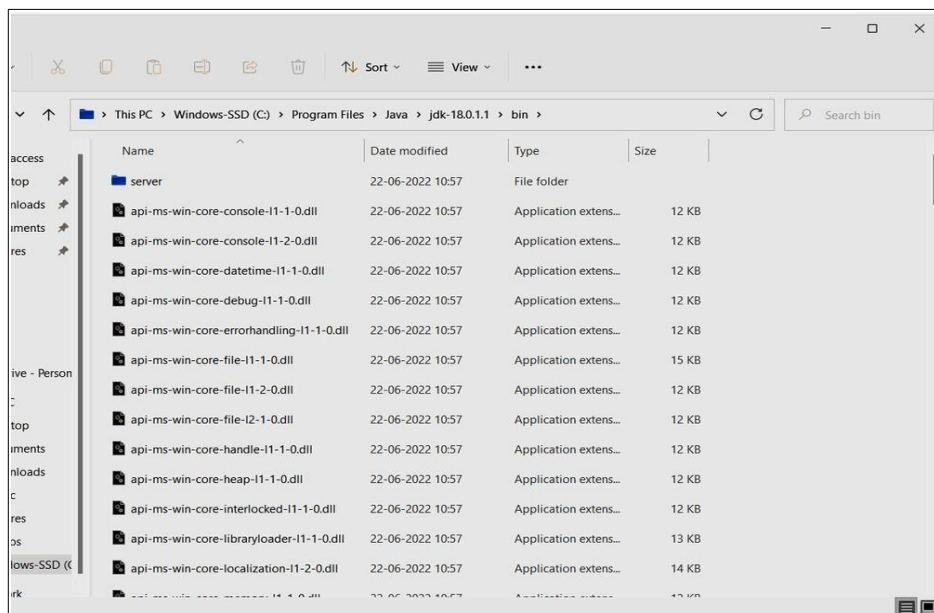 Sort View
This PC > Windows-SSD (C:) > Program Files > Java > jdk-18.0.1.1 > bin > Search bin
Name Date modified Type Size
access
server 22-06-2022 10:57 File folder
top
nloads api-ms-win-core-console-l1-1-0.dll 22-06-2022 10:57 Application extens... 12 KB
uments
api-ms-win-core-console-l1-2-0.dll 22-06-2022 10:57 Application extens... 12 KB
res
api-ms-win-core-datetime-l1-1-0.dll 22-06-2022 10:57 Application extens... 12 KB
api-ms-win-core-debug-l1-1-0.dll 22-06-2022 10:57 Application extens... 12 KB
api-ms-win-core-errorhandling-l1-1-0.dll 22-06-2022 10:57 Application extens... 12 KB
api-ms-win-core-file-l1-1-0.dll 22-06-2022 10:57 Application extens... 15 KB
ive - Person
api-ms-win-core-file-l1-2-0.dll 22-06-2022 10:57 Application extens... 12 KB
api-ms-win-core-file-l2-1-0.dll 22-06-2022 10:57 Application extens... 12 KB
top
uments api-ms-win-core-handle-l1-1-0.dll 22-06-2022 10:57 Application extens... 12 KB
nloads api-ms-win-core-heap-l1-1-0.dll 22-06-2022 10:57 Application extens... 12 KB
c
api-ms-win-core-interlocked-l1-1-0.dll 22-06-2022 10:57 Application extens... 12 KB
res
os api-ms-win-core-libraryloader-l1-1-0.dll 22-06-2022 10:57 Application extens... 13 KB
lows-SSD (C api-ms-win-core-localization-l1-2-0.dll 22-06-2022 10:57 Application extens... 14 KB